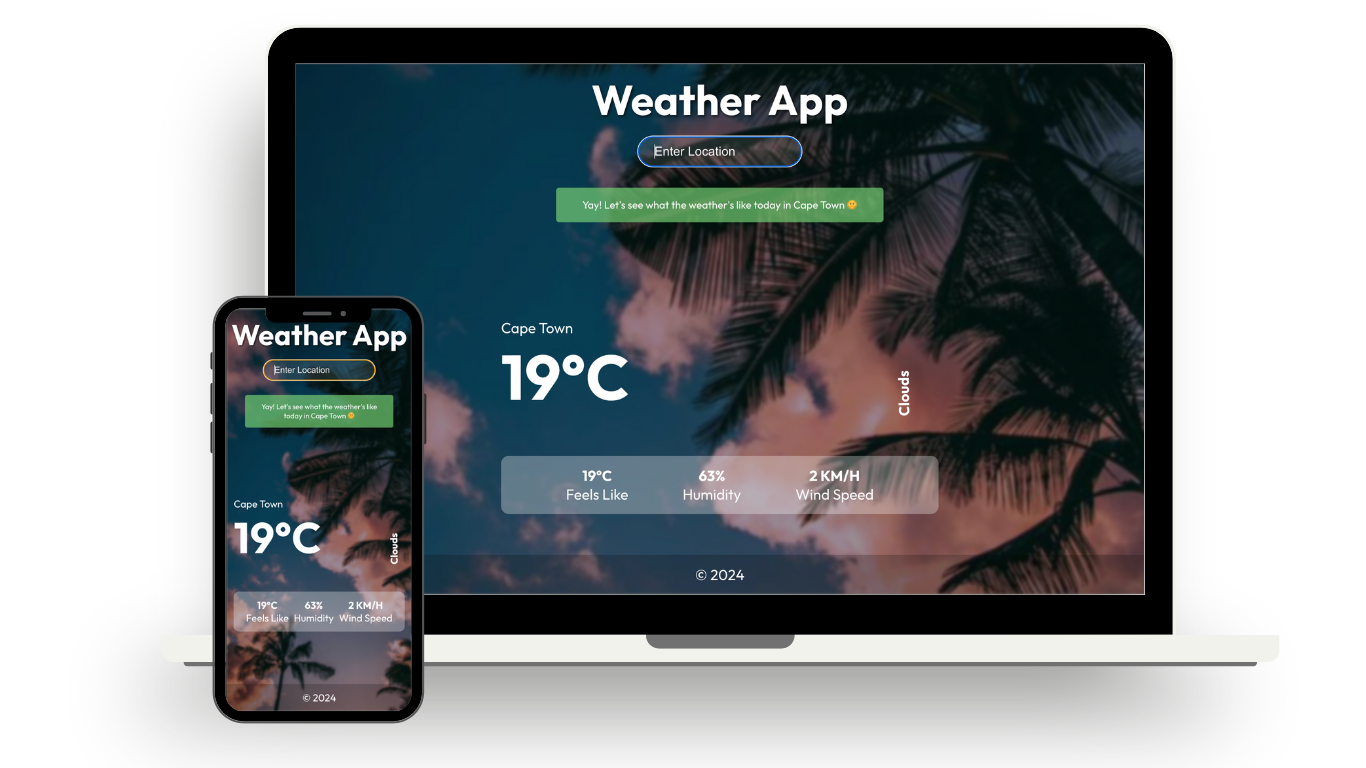 Weather App
Enter Location
Yay! Let's see what the weather's like today in Cape Town 🌞
Cape Town
19°C
Clouds
19°C 63% 2 KM/H
Feels Like Humidity Wind Speed
© 2024
Weather App
Enter Location
Yay! Let's see what the weather's like
today in Cape Town 🌞
Cape Town
19°C
Clouds
19°C 63% 2 KM/H
Feels Like Humidity Wind Speed
© 2024